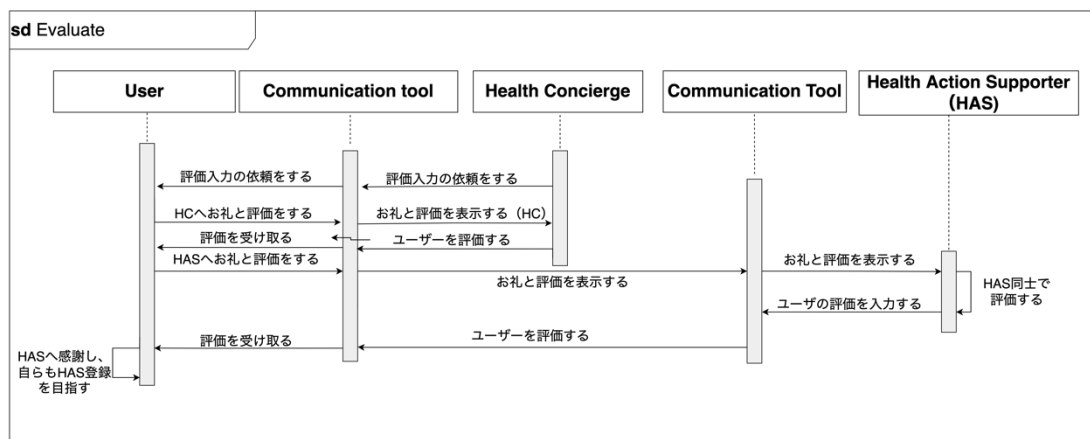 sd Evaluate
User
Communication tool
Health Concierge
Communication Tool
Health Action Supporter
（HAS）
評価入力の依頼をする
評価入力の依頼をする
HCへお礼と評価をする
お礼と評価を表示する（HC）
評価を受け取る
ユーザーを評価する
HASへお礼と評価をする
お礼と評価を表示する
お礼と評価を表示する
HAS同士で
評価する
ユーザの評価を入力する
評価を受け取る
ユーザーを評価する
HASへ感謝し、
自らもHAS登録
を目指す